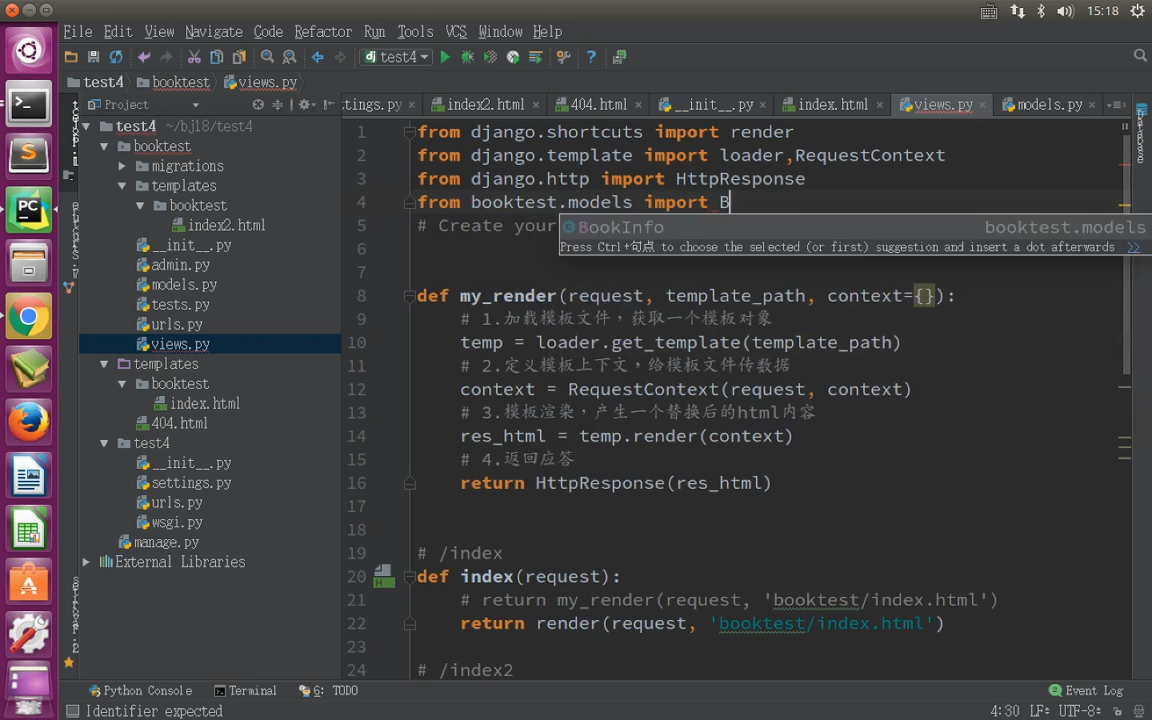 15:18
File Edit View Navigate Code Refactor Run Tools VCS Window Help
test4
test4 booktest views.py
Project
tings.py index2.html 404.html __init__.py index.html views.py models.py
test4 ~/bj18/test4
booktest
migrations
templates
booktest
index2.html
__init__.py
admin.py
models.py
tests.py
urls.py
views.py
templates
booktest
index.html
404.html
test4
__init__.py
settings.py
urls.py
wsgi.py
manage.py
External Libraries
1 from django.shortcuts import render
2 from django.template import loader,RequestContext
3 from django.http import HttpResponse
4 from booktest.models import B
5 # Create your
BookInfo booktest.models
Press Ctrl+句点 to choose the selected (or first) suggestion and insert a dot afterwards >>
6
7
8 def my_render(request, template_path, context={}):
9 # 1.加载模板文件，获取一个模板对象
10 temp = loader.get_template(template_path)
11 # 2.定义模板上下文，给模板文件传数据
12 context = RequestContext(request, context)
13 # 3.模板渲染，产生一个替换后的html内容
14 res_html = temp.render(context)
15 # 4.返回应答
16 return HttpResponse(res_html)
17
18
19 # /index
20 def index(request):
21 # return my_render(request, 'booktest/index.html')
22 return render(request, 'booktest/index.html')
23
24 # /index2
Python Console Terminal 6: TODO Event Log
Identifier expected 4:30 LF UTF-8